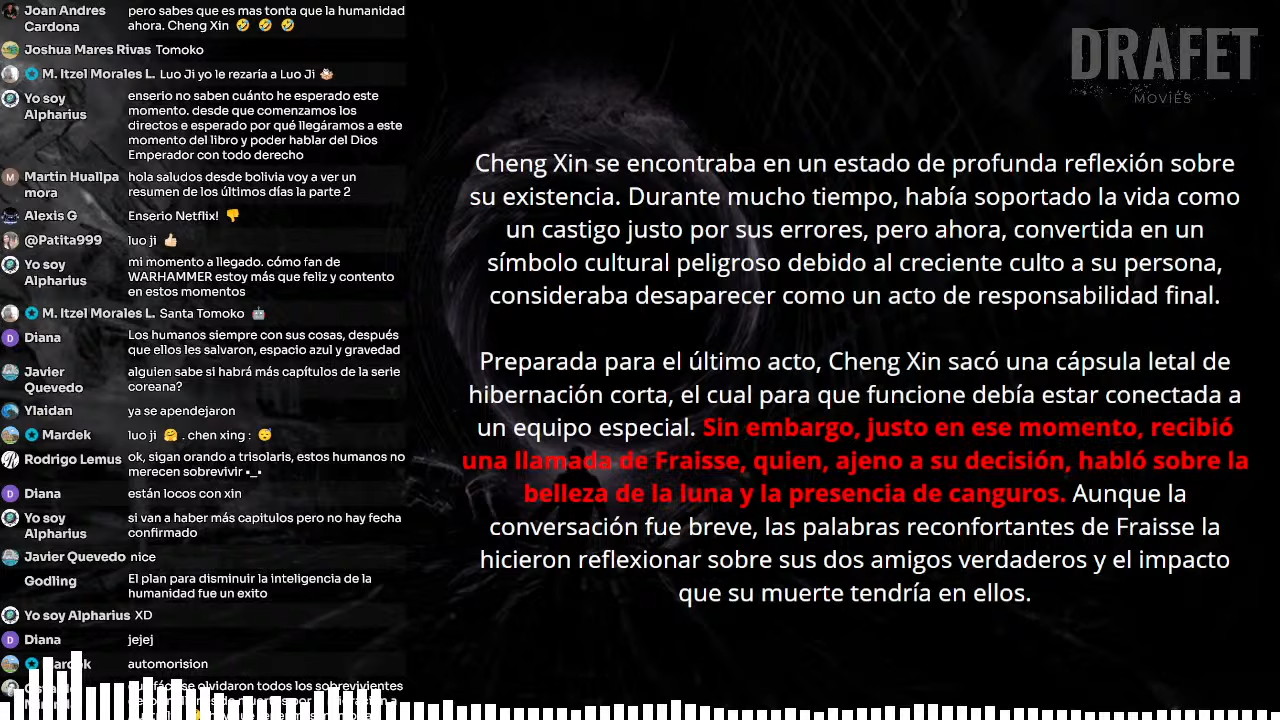 Joan Andres
Cardona
pero sabes que es mas tonta que la humanidad
ahora. Cheng Xin 🤣 🤣 🤣
Joshua Mares Rivas Tomoko
M. Itzel Morales L. Luo Ji yo le rezaría a Luo Ji
Yo soy
Alpharius
enserio no saben cuánto he esperado este
momento. desde que comenzamos los
directos e esperado por qué llegáramos a este
momento del libro y poder hablar del Dios
Emperador con todo derecho
Martin Huallpa
mora
hola saludos desde bolivia voy a ver un
resumen de los últimos días la parte 2
Alexis G Enserio Netflix! 👎
@Patita999 luo ji 👍🏻
Yo soy
Alpharius
mi momento a llegado. cómo fan de
WARHAMMER estoy más que feliz y contento
en estos momentos
M. Itzel Morales L. Santa Tomoko 🤖
Diana
Los humanos siempre con sus cosas, después
que ellos les salvaron, espacio azul y gravedad
Javier
Quevedo
alguien sabe si habrá más capítulos de la serie
coreana?
Ylaidan ya se apendejaron
Mardek luo ji 🤗 . chen xing : 😴
Rodrigo Lemus
ok, sigan orando a trisolaris, estos humanos no
merecen sobrevivir •_•
Diana están locos con xin
Yo soy
Alpharius
si van a haber más capitulos pero no hay fecha
confirmado
Javier Quevedo nice
Godling
El plan para disminuir la inteligencia de la
humanidad fue un exito
Yo soy Alpharius XD
Diana jejej
Mardek automorision
se olvidaron todos los sobrevivientes
DRAFET
MOVIES
Cheng Xin se encontraba en un estado de profunda reflexión sobre
su existencia. Durante mucho tiempo, había soportado la vida como
un castigo justo por sus errores, pero ahora, convertida en un
símbolo cultural peligroso debido al creciente culto a su persona,
consideraba desaparecer como un acto de responsabilidad final.
Preparada para el último acto, Cheng Xin sacó una cápsula letal de
hibernación corta, el cual para que funcione debía estar conectada a
un equipo especial. Sin embargo, justo en ese momento, recibió
una llamada de Fraisse, quien, ajeno a su decisión, habló sobre la
belleza de la luna y la presencia de canguros. Aunque la
conversación fue breve, las palabras reconfortantes de Fraisse la
hicieron reflexionar sobre sus dos amigos verdaderos y el impacto
que su muerte tendría en ellos.